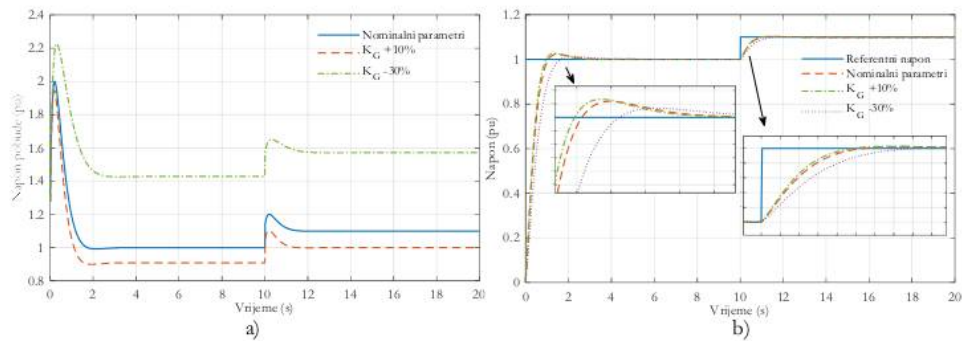 a)
2.4
2.2
2
1.8
1.6
1.4
1.2
1
0.8
Napon pobude (pu)
Nominalni parametri
K_G +10%
K_G -30%
0 2 4 6 8 10 12 14 16 18 20
Vrijeme (s)
a)
b)
1.2
1
0.8
0.6
0.4
0.2
0
Napon (pu)
Referentni napon
Nominalni parametri
K_G +10%
K_G -30%
0 2 4 6 8 10 12 14 16 18 20
Vrijeme (s)
b)